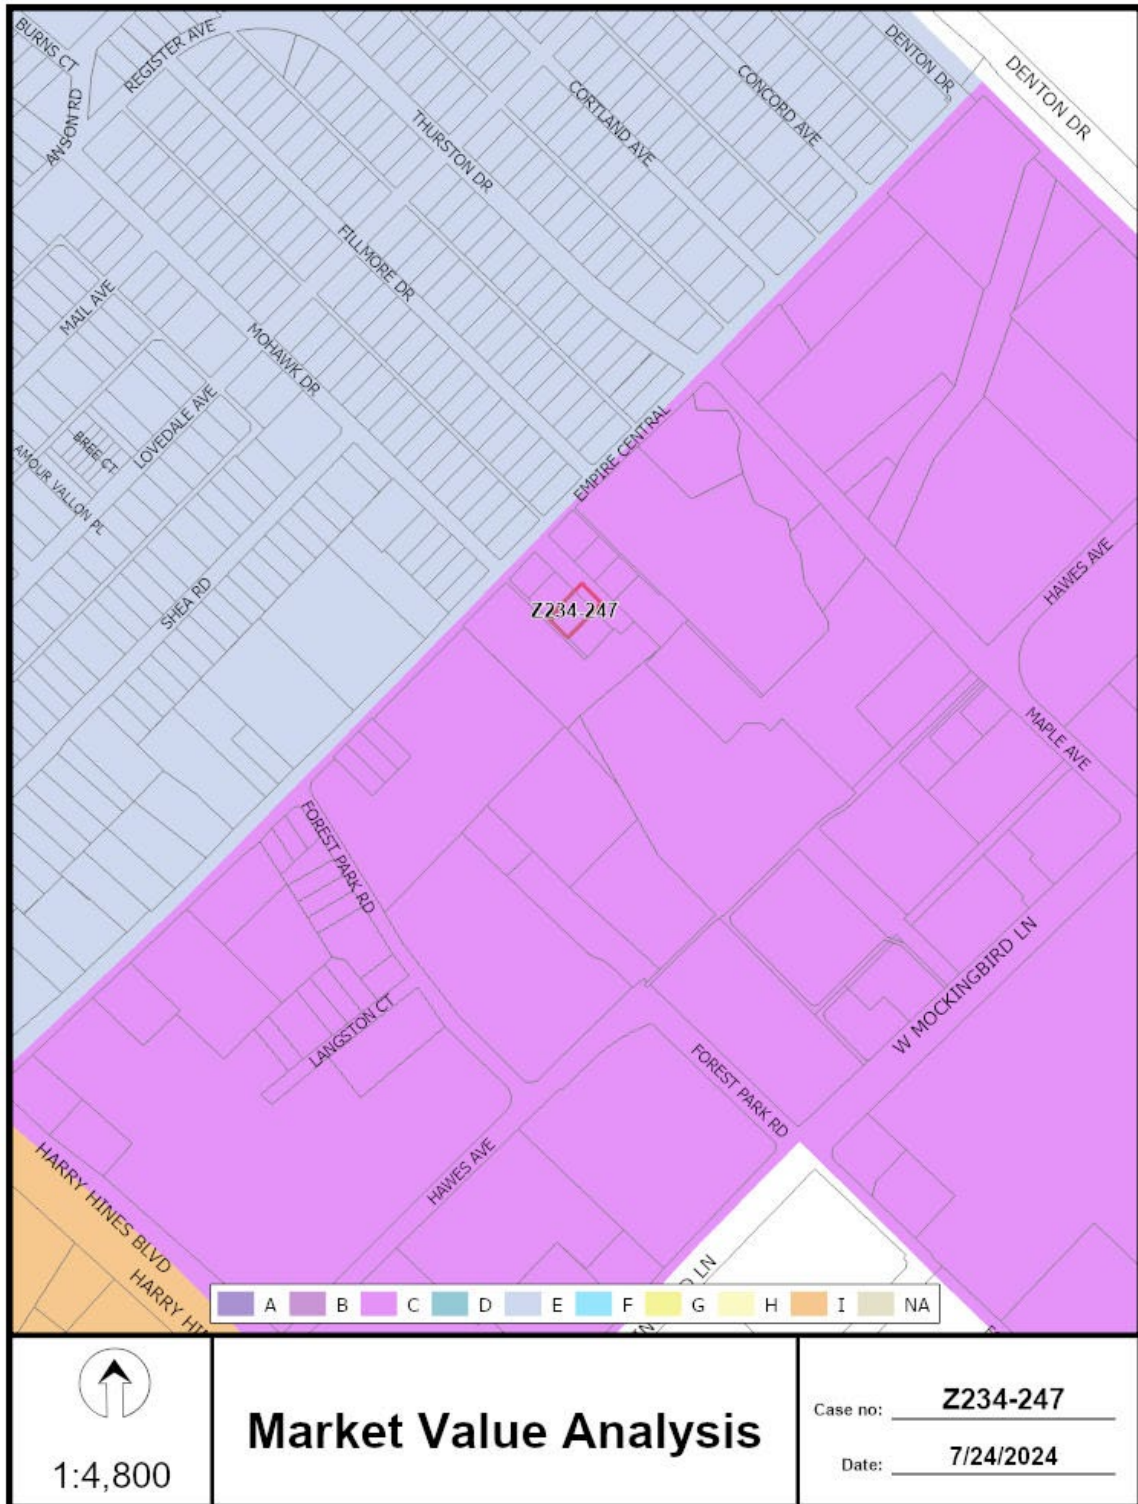 BURNS CT
REGISTER AVE
ANSON RD
DENTON DR
DENTON DR
CONCORD AVE
CORTLAND AVE
THURSTON DR
FILLMORE DR
MAIL AVE
MOHAWK DR
LOVEDALE AVE
BREE CT
AMOUR VALLON PL
EMPIRE CENTRAL
SHEA RD
HAWES AVE
Z234-247
MAPLE AVE
FOREST PARK RD
W MOCKINGBIRD LN
LANGSTON CT
FOREST PARK RD
HAWES AVE
HARRY HINES BLVD
HARRY
LN
A B C D E F G H I NA
1:4,800
Market Value Analysis
Case no: Z234-247
Date: 7/24/2024